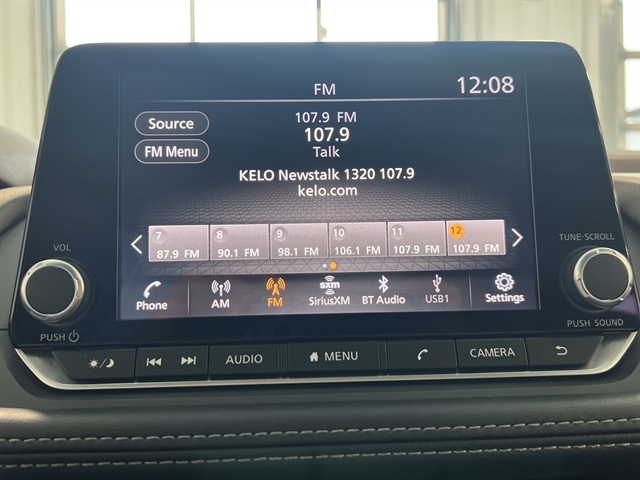 FM
12:08
Source
107.9 FM
107.9
FM Menu
Talk
KELO Newstalk 1320 107.9
kelo.com
7
8
9
10
11
12
87.9 FM
90.1 FM
98.1 FM
106.1 FM
107.9 FM
107.9 FM
VOL
TUNE·SCROLL
Phone
AM
FM
sxm
SiriusXM
BT Audio
USB1
Settings
PUSH
PUSH SOUND
AUDIO
MENU
CAMERA